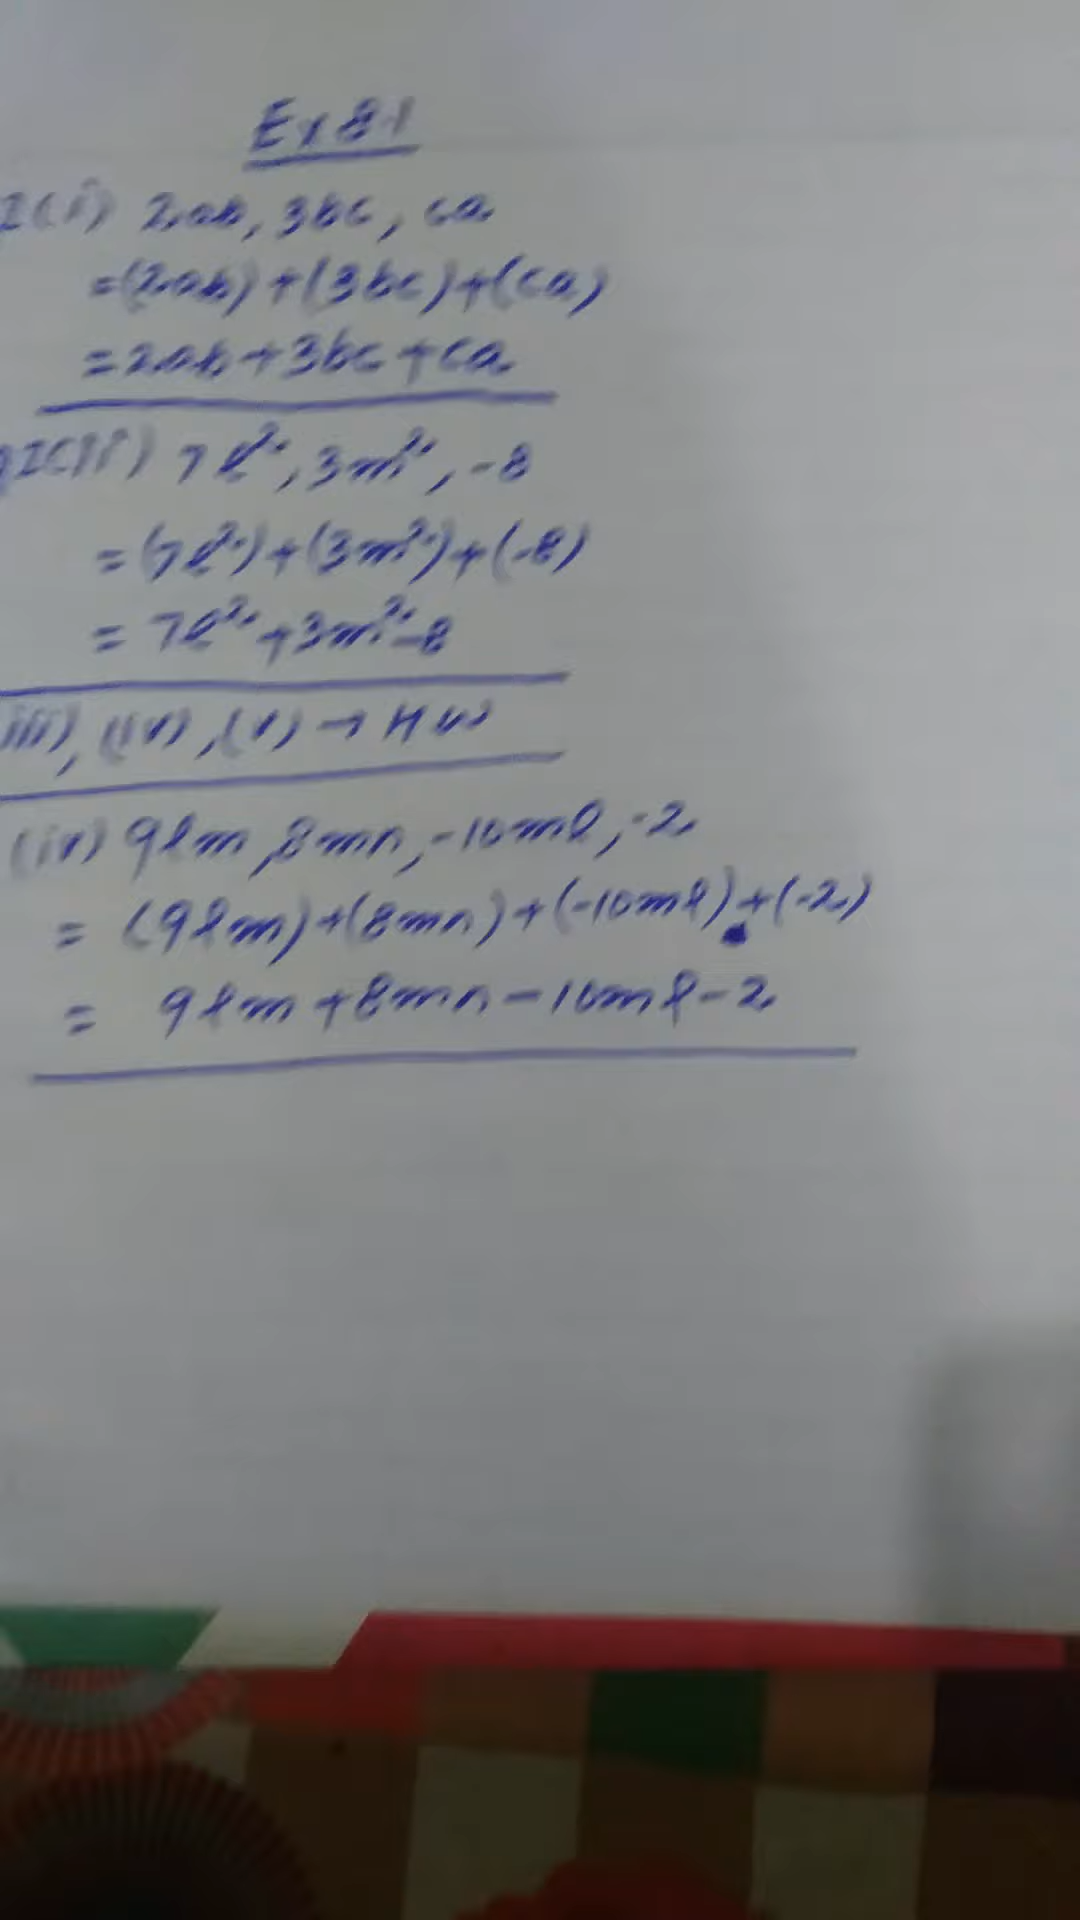 Ex 8.1
I(i) 2ab, 3bc, ca
=(2ab)+(3bc)+(ca)
=2ab+3bc+ca
I(ii) 7ℓ², 3m², -8
=(7ℓ²)+(3m²)+(-8)
= 7ℓ²+3m²-8
iii), (iv), (v) → HW
(iv) 9ℓm, 8mn, -10mℓ, -2
= (9ℓm)+(8mn)+(-10mℓ)+(-2)
= 9ℓm+8mn-10mℓ-2